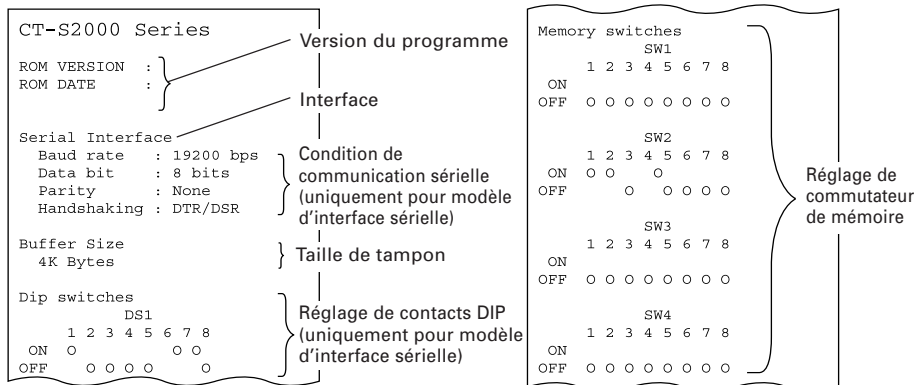 CT-S2000 Series
ROM VERSION :
ROM DATE :
Version du programme
Interface
Serial Interface
Baud rate : 19200 bps
Data bit : 8 bits
Parity : None
Handshaking : DTR/DSR
Condition de
communication sérielle
(uniquement pour modèle
d'interface sérielle)
Buffer Size
4K Bytes
Taille de tampon
Dip switches
DS1
1 2 3 4 5 6 7 8
ON O O O
OFF O O O O O
Réglage de contacts DIP
(uniquement pour modèle
d'interface sérielle)
Memory switches
SW1
1 2 3 4 5 6 7 8
ON
OFF O O O O O O O O
SW2
1 2 3 4 5 6 7 8
ON O O O
OFF O O O O O
SW3
1 2 3 4 5 6 7 8
ON
OFF O O O O O O O O
SW4
1 2 3 4 5 6 7 8
ON
OFF O O O O O O O O
Réglage de
commutateur
de mémoire